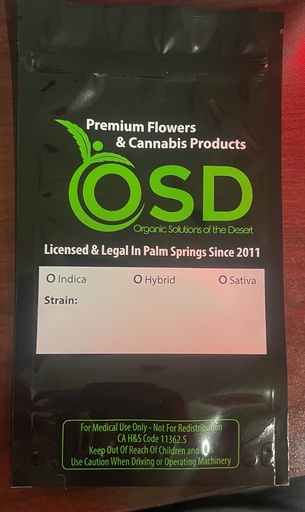 Premium Flowers
& Cannabis Products
OSD
Organic Solutions of the Desert
Licensed & Legal In Palm Springs Since 2011
Indica Hybrid Sativa
Strain:
For Medical Use Only - Not For Redistribution
CA H&S Code 11362.5
Keep Out Of Reach Of Children and
Use Caution When Driving or Operating Machinery